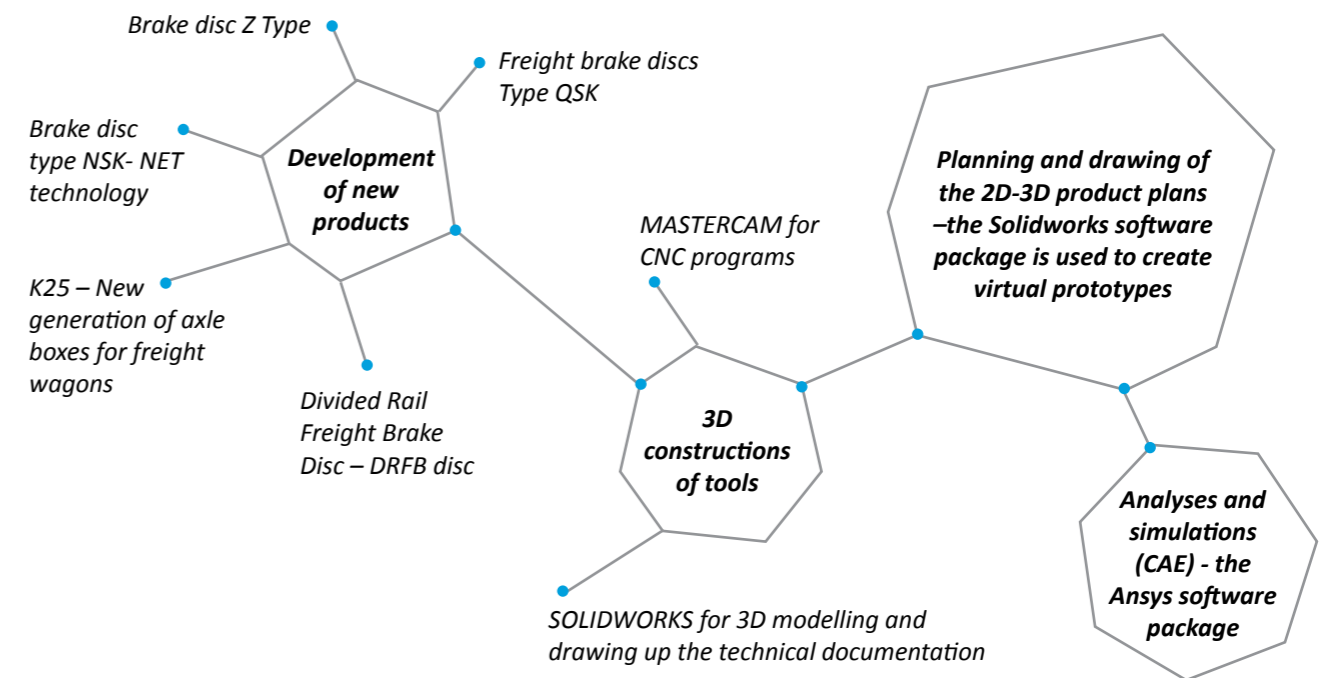 Brake disc Z Type
Freight brake discs
Type QSK
Brake disc
type NSK- NET
technology
Development
of new
products
K25 – New
generation of axle
boxes for freight
wagons
Divided Rail
Freight Brake
Disc – DRFB disc
MASTERCAM for
CNC programs
3D
constructions
of tools
SOLIDWORKS for 3D modelling and
drawing up the technical documentation
Planning and drawing of
the 2D-3D product plans
–the Solidworks software
package is used to create
virtual prototypes
Analyses and
simulations
(CAE) - the
Ansys software
package